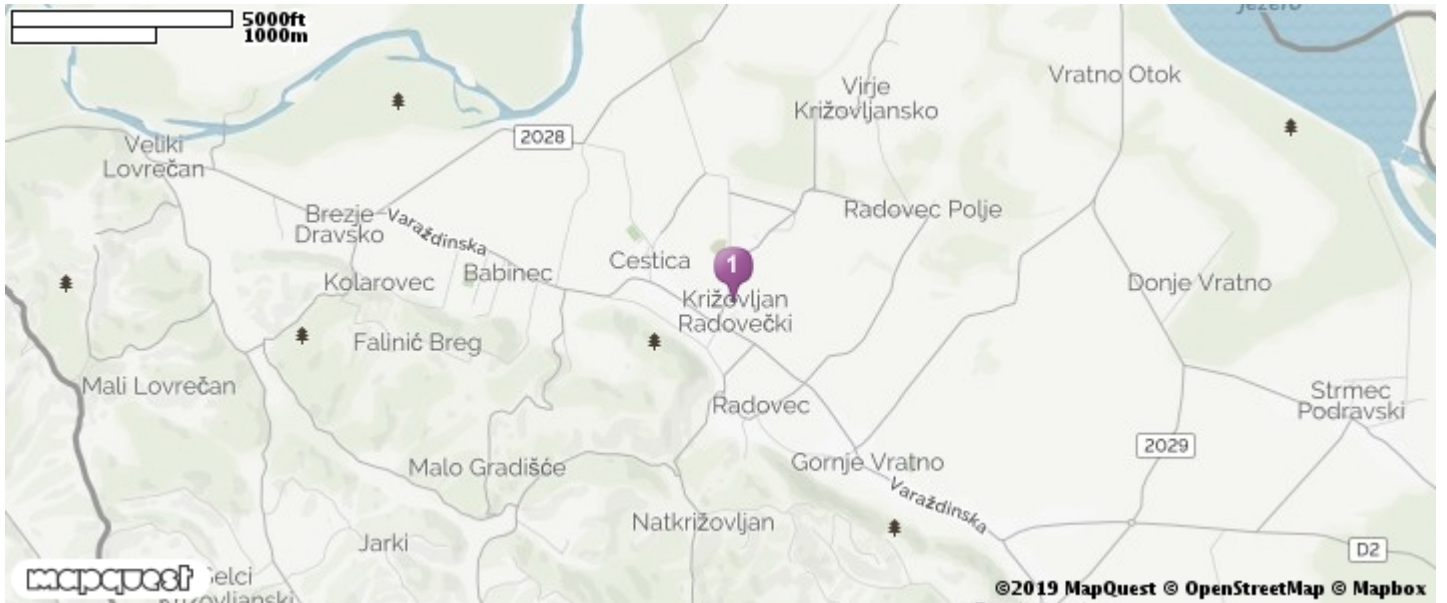 5000ft
1000m
Jezero
Vratno Otok
Virje
Križovljansko
2028
Veliki
Lovrečan
Brezje
Dravsko
Varaždinska
Radovec Polje
Cestica
1
Babinec
Kolarovec
Donje Vratno
Križovljan
Radovečki
Falinić Breg
Mali Lovrečan
Strmec
Podravski
Radovec
2029
Malo Gradišće
Gornje Vratno
Varaždinska
Natkrižovljan
Jarki
D2
mapquest
Selci
Križovljanski
©2019 MapQuest © OpenStreetMap © Mapbox